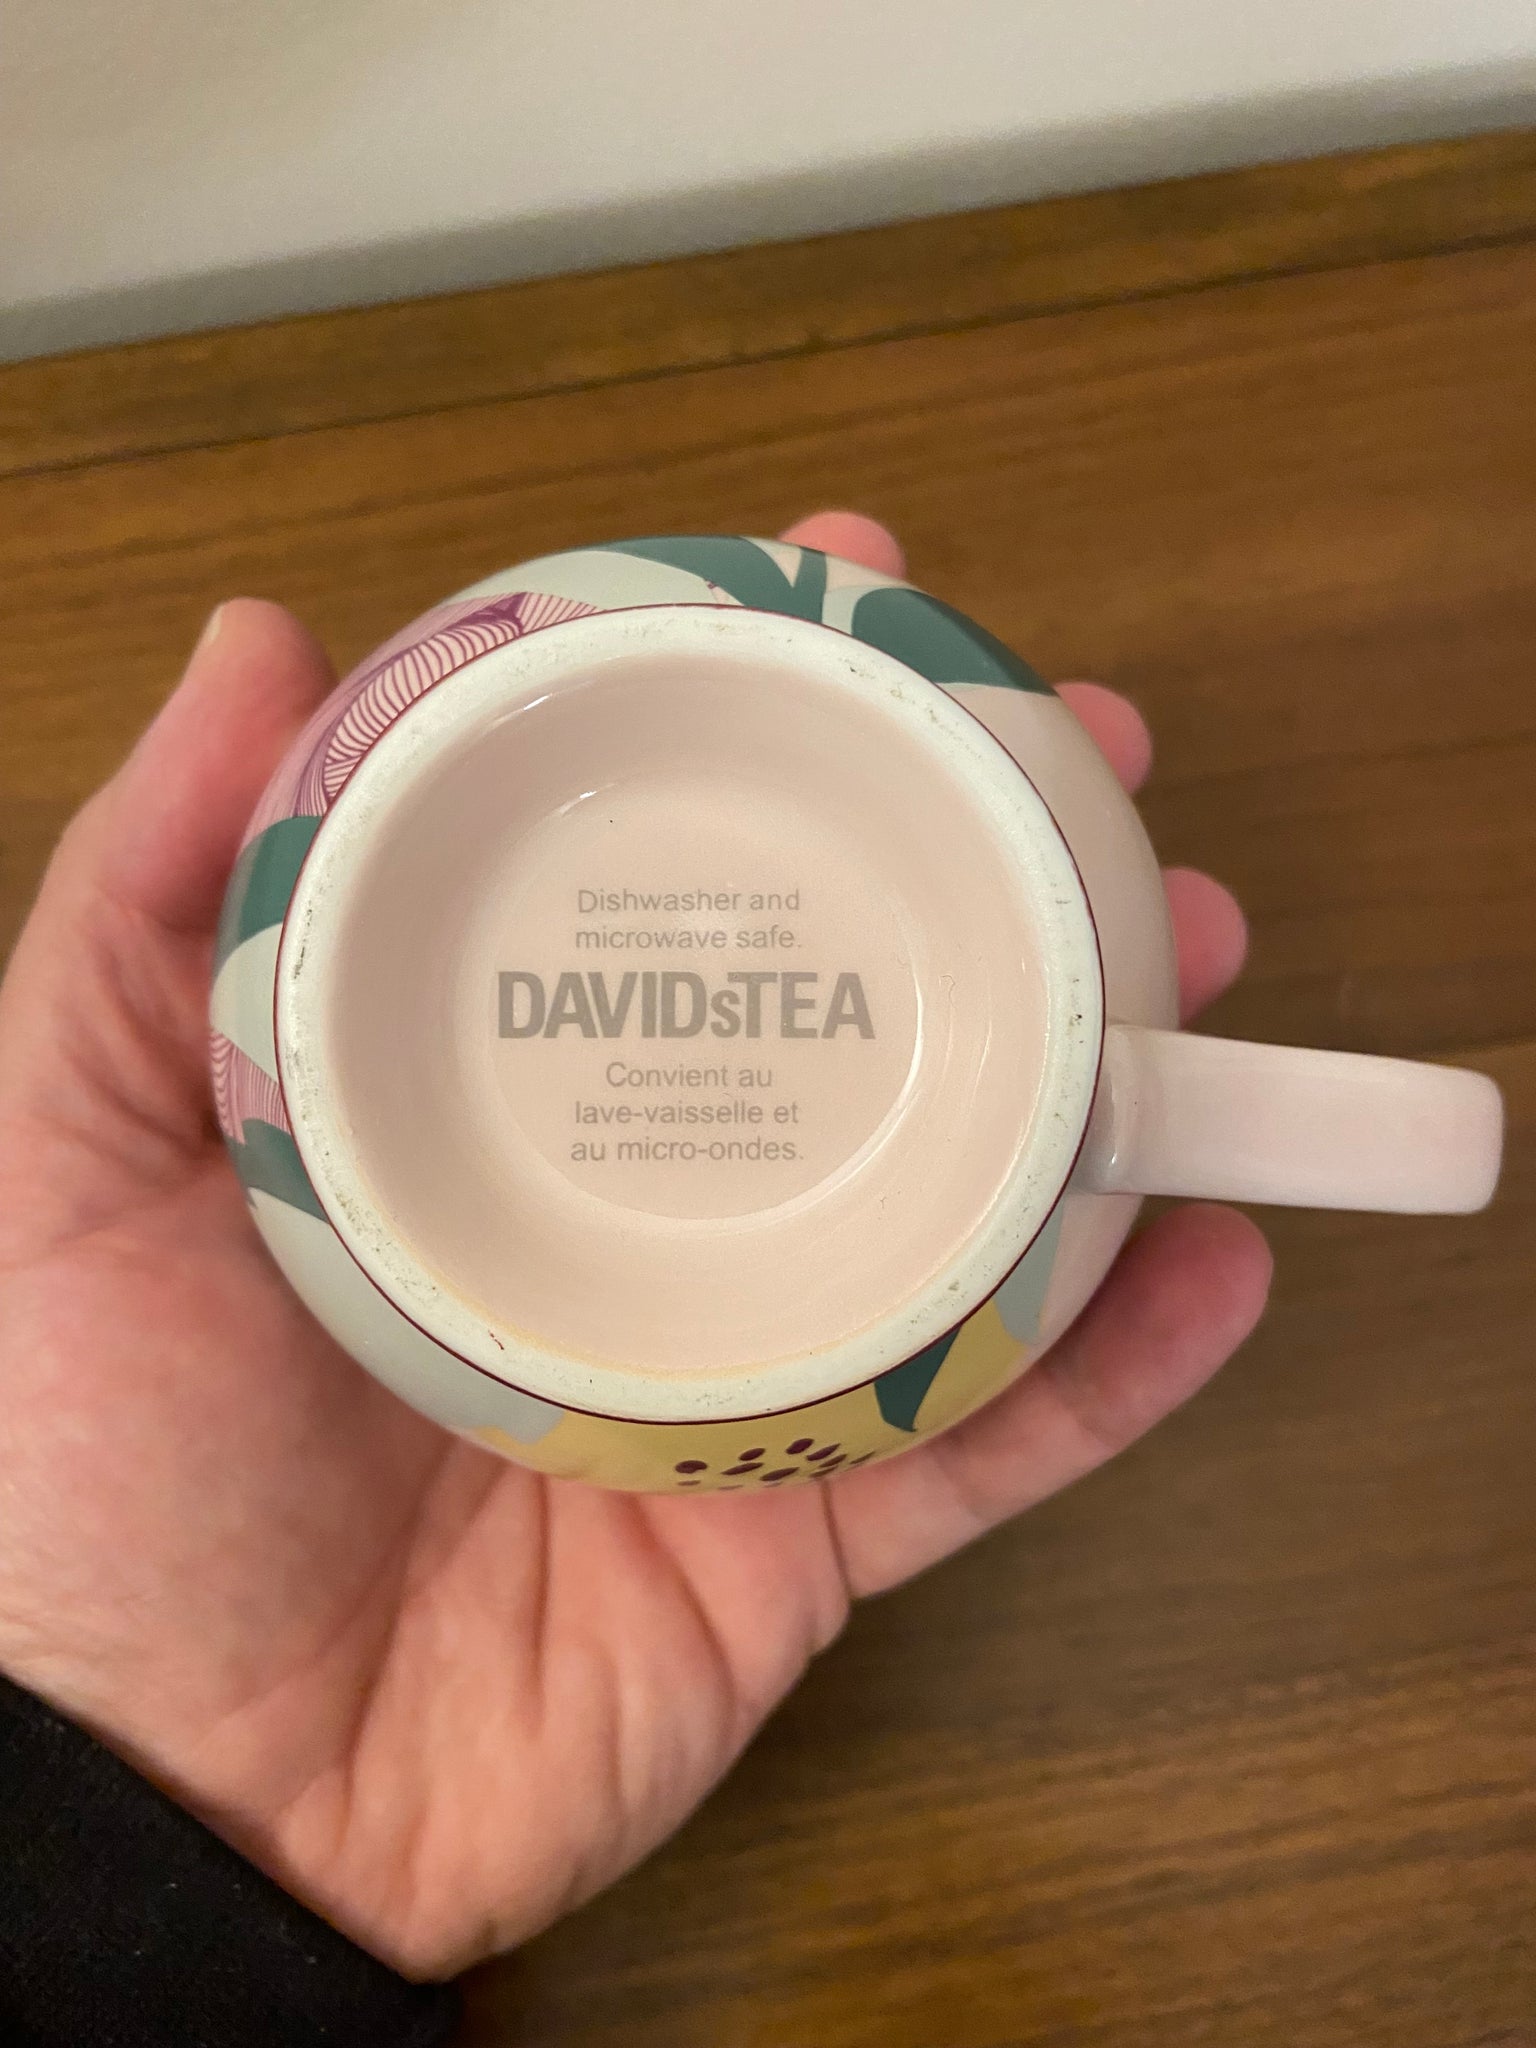 Dishwasher and
microwave safe.
DAVIDsTEA
Convient au
lave-vaisselle et
au micro-ondes.